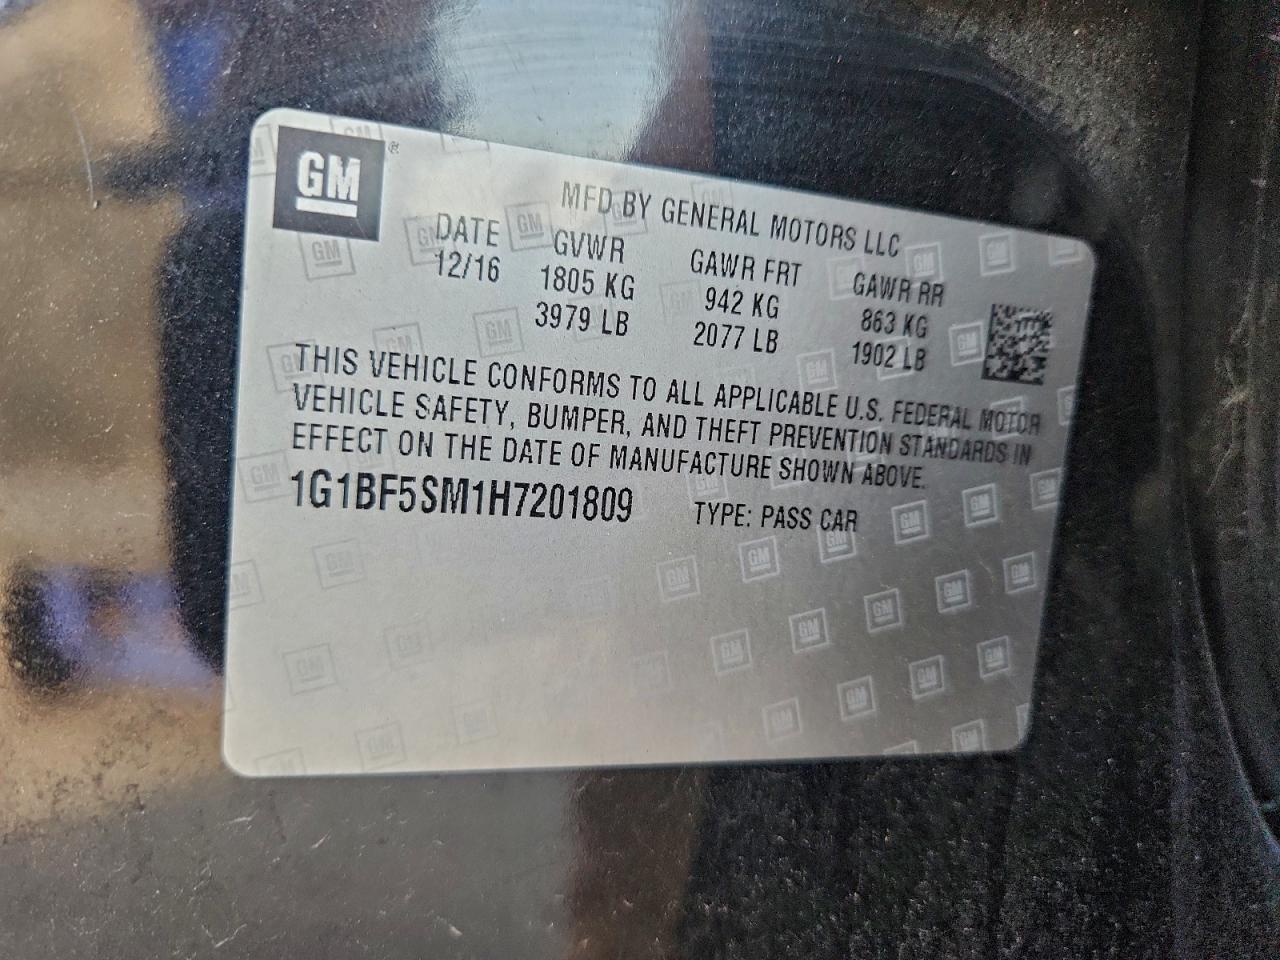 GM
MFD BY GENERAL MOTORS LLC
DATE GVWR GAWR FRT GAWR RR
12/16 1805 KG 942 KG 863 KG
3979 LB 2077 LB 1902 LB
THIS VEHICLE CONFORMS TO ALL APPLICABLE U.S. FEDERAL MOTOR
VEHICLE SAFETY, BUMPER, AND THEFT PREVENTION STANDARDS IN
EFFECT ON THE DATE OF MANUFACTURE SHOWN ABOVE.
1G1BF5SM1H7201809 TYPE: PASS CAR